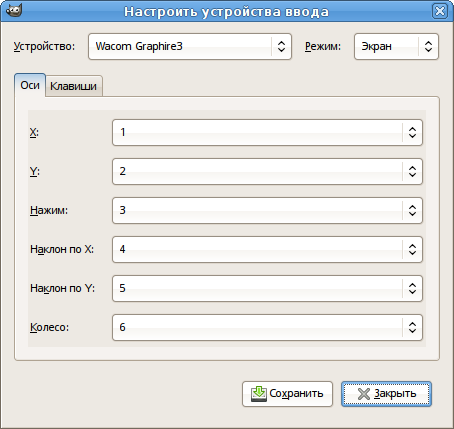 Настроить устройства ввода
Устройство: Wacom Graphire3 Режим: Экран
Оси Клавиши
X: 1
Y: 2
Нажим: 3
Наклон по X: 4
Наклон по Y: 5
Колесо: 6
Сохранить Закрыть